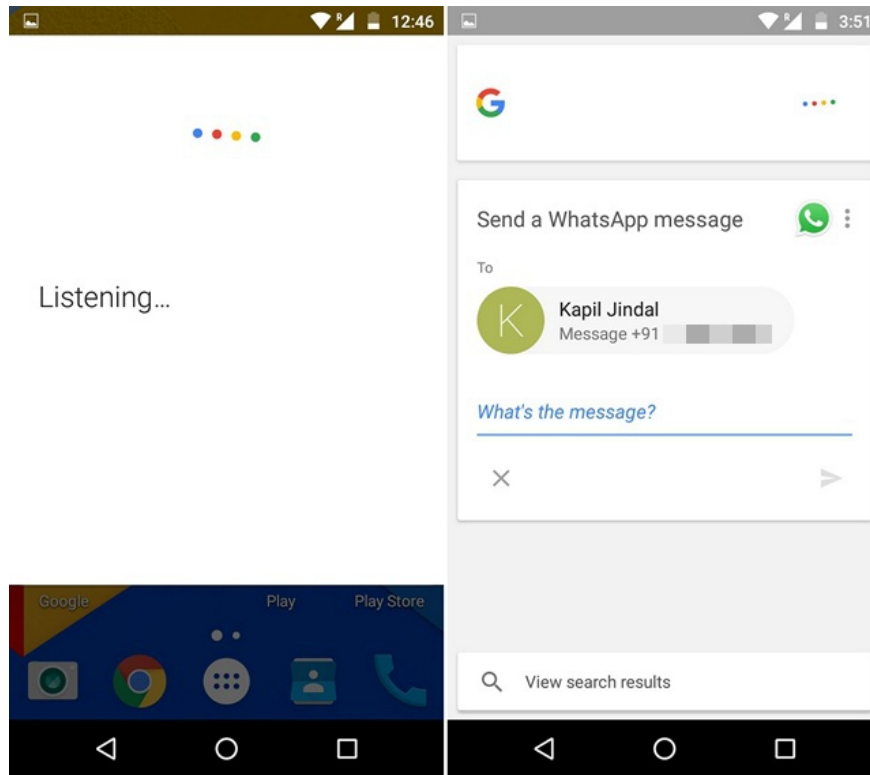 12:46
Listening...
Google
Play
Play Store
R
3:51
G
Send a WhatsApp message
To
K
Kapil Jindal
Message +91
What's the message?
View search results